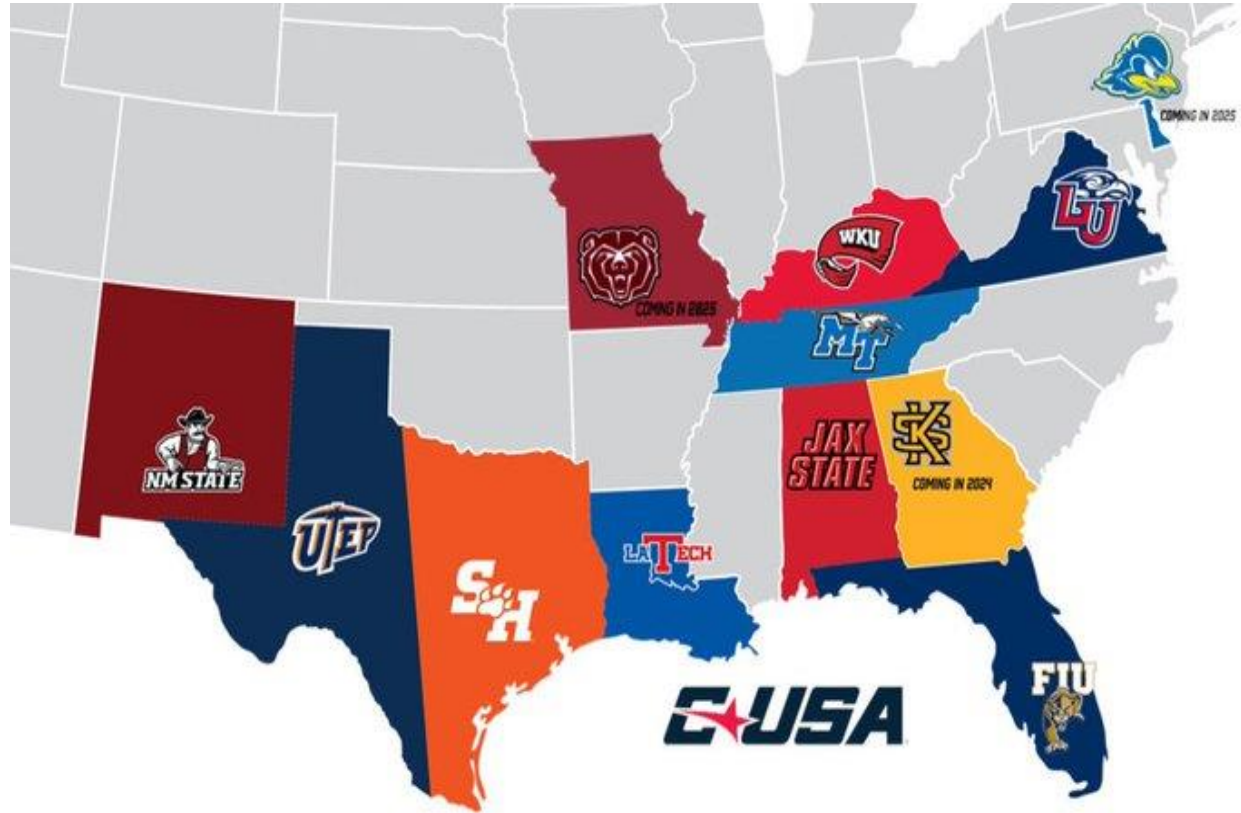 COMING IN 2025
LU
WKU
COMING IN 2025
MT
JAX
STATE
KS
COMING IN 2024
NM STATE
UTEP
SH
LA TECH
FIU
C USA